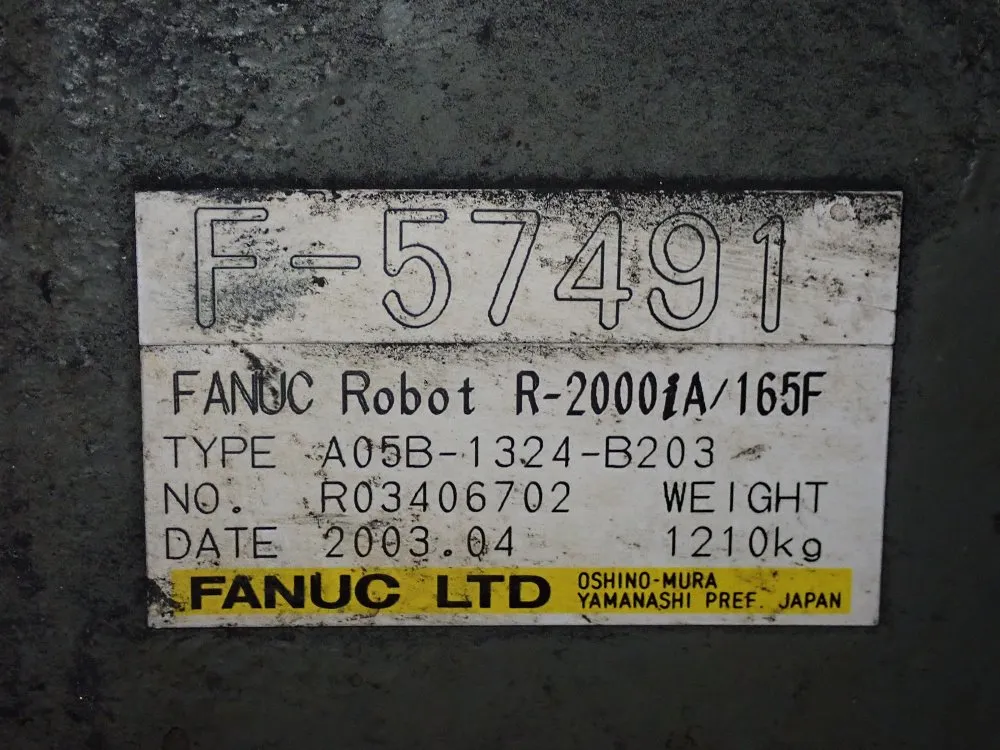 F-57491
FANUC Robot R-2000iA/165F
TYPE A05B-1324-B203
NO. R03406702 WEIGHT
DATE 2003.04 1210kg
FANUC LTD OSHINO-MURA
YAMANASHI PREF. JAPAN